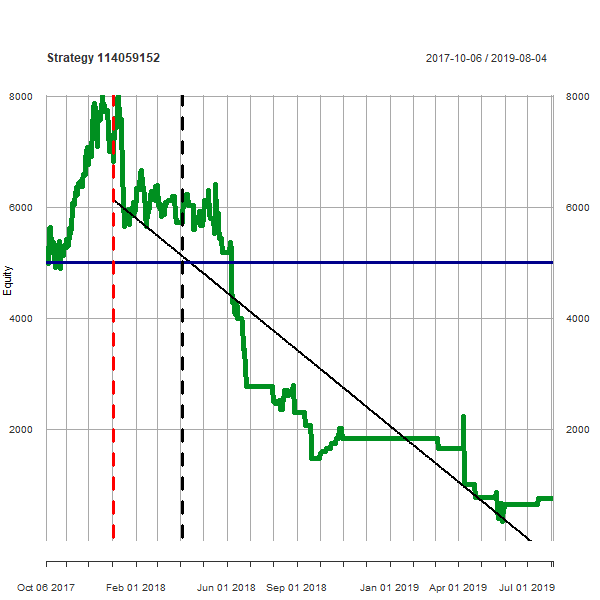 Strategy 114059152
2017-10-06 / 2019-08-04
8000
8000
6000
6000
4000
4000
2000
2000
Equity
Oct 06 2017
Feb 01 2018
Jun 01 2018
Sep 01 2018
Jan 01 2019
Apr 01 2019
Jul 01 2019